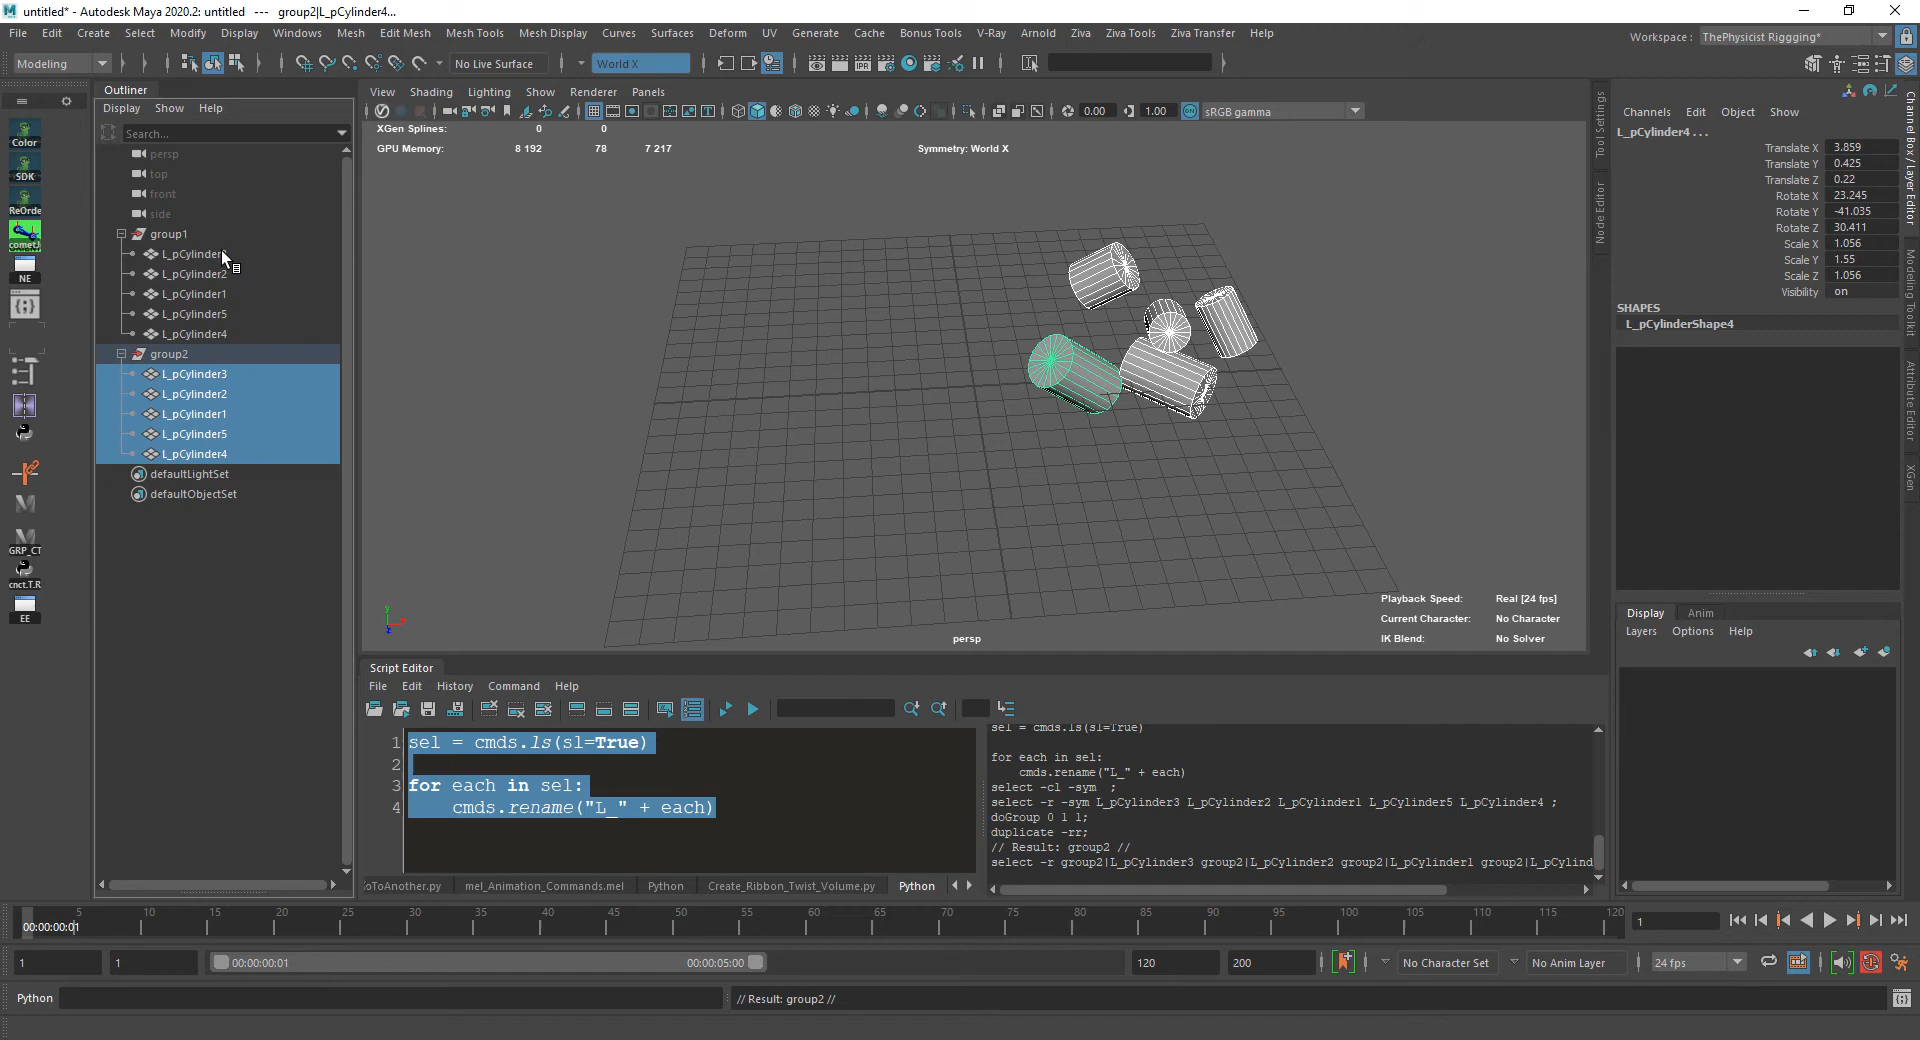 untitled* - Autodesk Maya 2020.2: untitled   ---   group2|L_pCylinder4...
File Edit Create Select Modify Display Windows Mesh Edit Mesh Mesh Tools Mesh Display Curves Surfaces Deform UV Generate Cache Bonus Tools V-Ray Arnold Ziva Ziva Tools Ziva Transfer Help
Workspace : ThePhysicist Riggging*
Modeling
No Live Surface
World X
Outliner
Display Show Help
Search...
persp
top
front
side
group1
L_pCylinder
L_pCylinder2
L_pCylinder1
L_pCylinder5
L_pCylinder4
group2
L_pCylinder3
L_pCylinder2
L_pCylinder1
L_pCylinder5
L_pCylinder4
defaultLightSet
defaultObjectSet
Color
SDK
ReOrde
cometJ
NE
GRP_CT
cnct.T.R
EE
View Shading Lighting Show Renderer Panels
0.00
1.00
ON
sRGB gamma
XGen Splines: 0 0
GPU Memory: 8 192 78 7 217
Symmetry: World X
Playback Speed: Real [24 fps]
Current Character: No Character
IK Blend: No Solver
persp
Script Editor
File Edit History Command Help
1 sel = cmds.ls(sl=True)
2
3 for each in sel:
4     cmds.rename("L_" + each)
sel = cmds.ls(sl=True)
for each in sel:
    cmds.rename("L_" + each)
select -cl -sym  ;
select -r -sym L_pCylinder3 L_pCylinder2 L_pCylinder1 L_pCylinder5 L_pCylinder4 ;
doGroup 0 1 1;
duplicate -rr;
// Result: group2 //
select -r group2|L_pCylinder3 group2|L_pCylinder2 group2|L_pCylinder1 group2|L_pCylind
oToAnother.py mel_Animation_Commands.mel Python Create_Ribbon_Twist_Volume.py Python
Tool Settings
Node Editor
Channels Edit Object Show
L_pCylinder4 . . .
Translate X 3.859
Translate Y 0.425
Translate Z 0.22
Rotate X 23.245
Rotate Y -41.035
Rotate Z 30.411
Scale X 1.056
Scale Y 1.55
Scale Z 1.056
Visibility on
SHAPES
L_pCylinderShape4
Display Anim
Layers Options Help
Channel Box / Layer Editor
Modeling Toolkit
Attribute Editor
XGen
5 10 15 20 25 30 35 40 45 50 55 60 65 70 75 80 85 90 95 100 105 110 115 120
00:00:00:01
1
1 1 00:00:00:01 00:00:05:00 120 200
No Character Set
No Anim Layer
24 fps
Python
// Result: group2 //